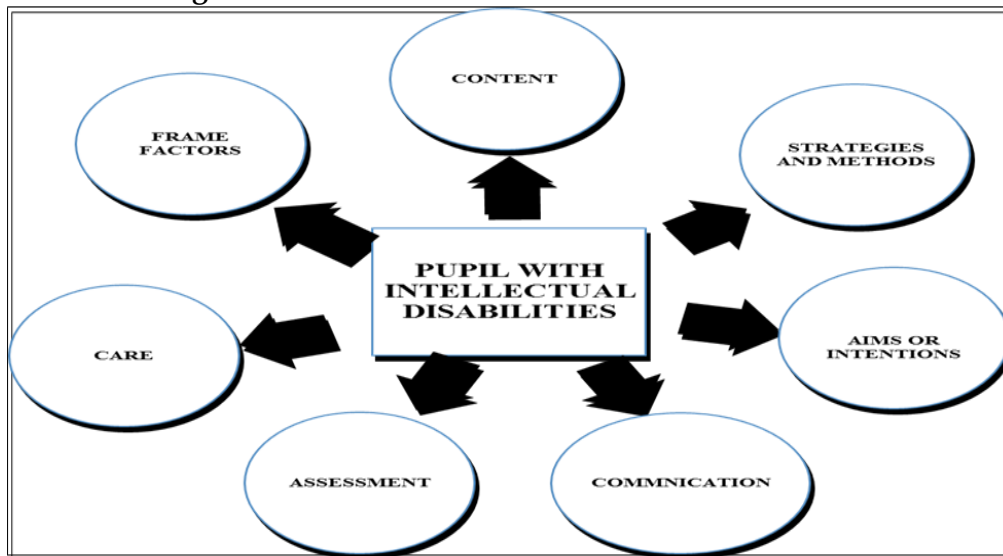 CONTENT
FRAME
FACTORS
STRATEGIES
AND METHODS
PUPIL WITH
INTELLECTUAL
DISABILITIES
CARE
AIMS OR
INTENTIONS
ASSESSMENT
COMMNICATION